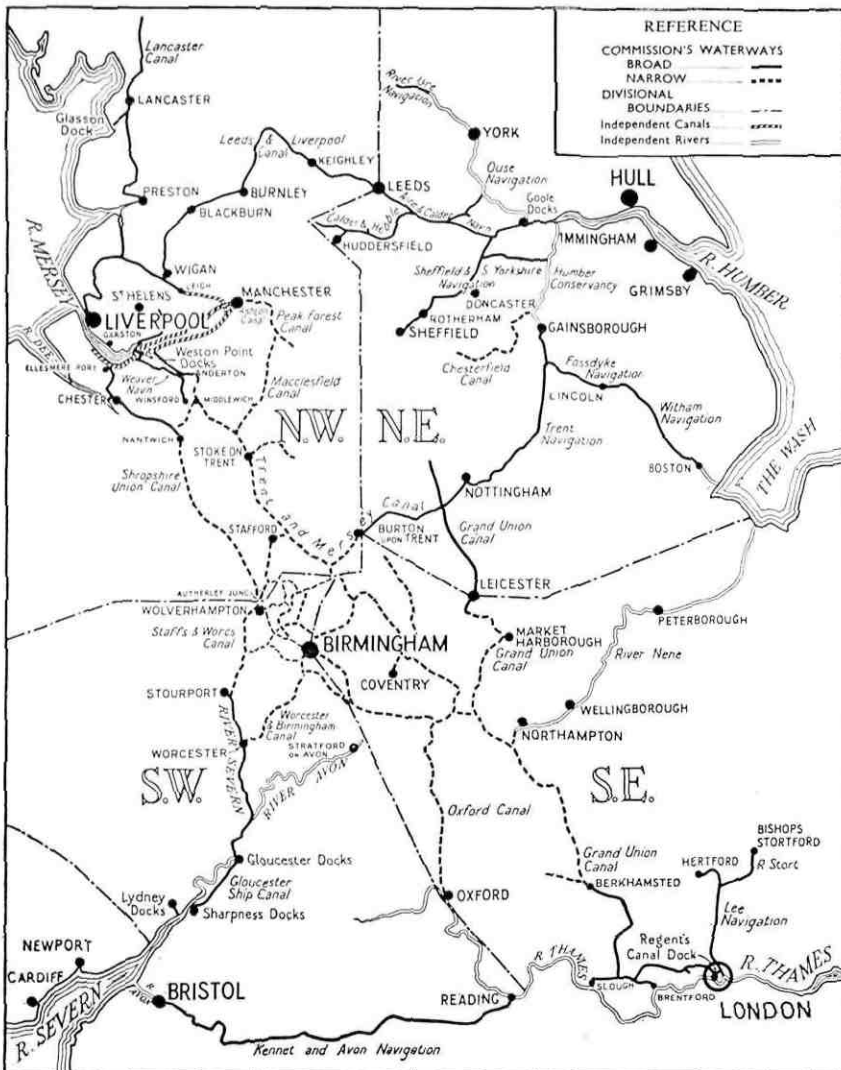 REFERENCE
COMMISSION'S WATERWAYS
BROAD
NARROW
DIVISIONAL
BOUNDARIES
Independent Canals
Independent Rivers
Lancaster
Canal
LANCASTER
Glasson
Dock
River Ure
Navigation
YORK
Leeds &
Liverpool
Canal
KEIGHLEY
Ouse
Navigation
PRESTON
BURNLEY
LEEDS
BLACKBURN
Aire & Calder
Navn
Goole
Docks
HULL
Calder & Hebble
HUDDERSFIELD
IMMINGHAM
R. HUMBER
GRIMSBY
R. MERSEY
WIGAN
LEIGH
ST HELENS
MANCHESTER
LIVERPOOL
GARSTON
Ashton
Canal
Peak Forest
Canal
Sheffield &
S. Yorkshire
Navigation
Humber
Conservancy
DONCASTER
ROTHERHAM
SHEFFIELD
GAINSBOROUGH
R. DEE
Weston Point
Docks
ELLESMERE PORT
ANDERTON
Weaver
Navn
WINSFORD
MIDDLEWICH
CHESTER
Macclesfield
Canal
Chesterfield
Canal
Fossdyke
Navigation
LINCOLN
N.W.
N.E.
NANTWICH
STOKE ON
TRENT
Trent
Navigation
Witham
Navigation
BOSTON
THE WASH
Shropshire
Union Canal
Trent and Mersey Canal
NOTTINGHAM
STAFFORD
BURTON
UPON TRENT
Grand Union
Canal
LEICESTER
AUTHERLEY JUNC.
WOLVERHAMPTON
Staffs & Worcs
Canal
BIRMINGHAM
MARKET
HARBOROUGH
Grand Union
Canal
PETERBOROUGH
River Nene
COVENTRY
STOURPORT
WELLINGBOROUGH
NORTHAMPTON
Worcester
& Birmingham
Canal
RIVER SEVERN
WORCESTER
STRATFORD
ON AVON
RIVER AVON
S.W.
S.E.
Oxford Canal
Gloucester Docks
Gloucester
Ship Canal
Lydney
Docks
Sharpness Docks
Grand Union
Canal
BERKHAMSTED
BISHOPS
STORTFORD
HERTFORD
R Stort
OXFORD
Lee
Navigation
NEWPORT
CARDIFF
Regent's
Canal Dock
R. THAMES
R. THAMES
R. SEVERN
R. AVON
BRISTOL
READING
SLOUGH
BRENTFORD
LONDON
Kennet and Avon Navigation